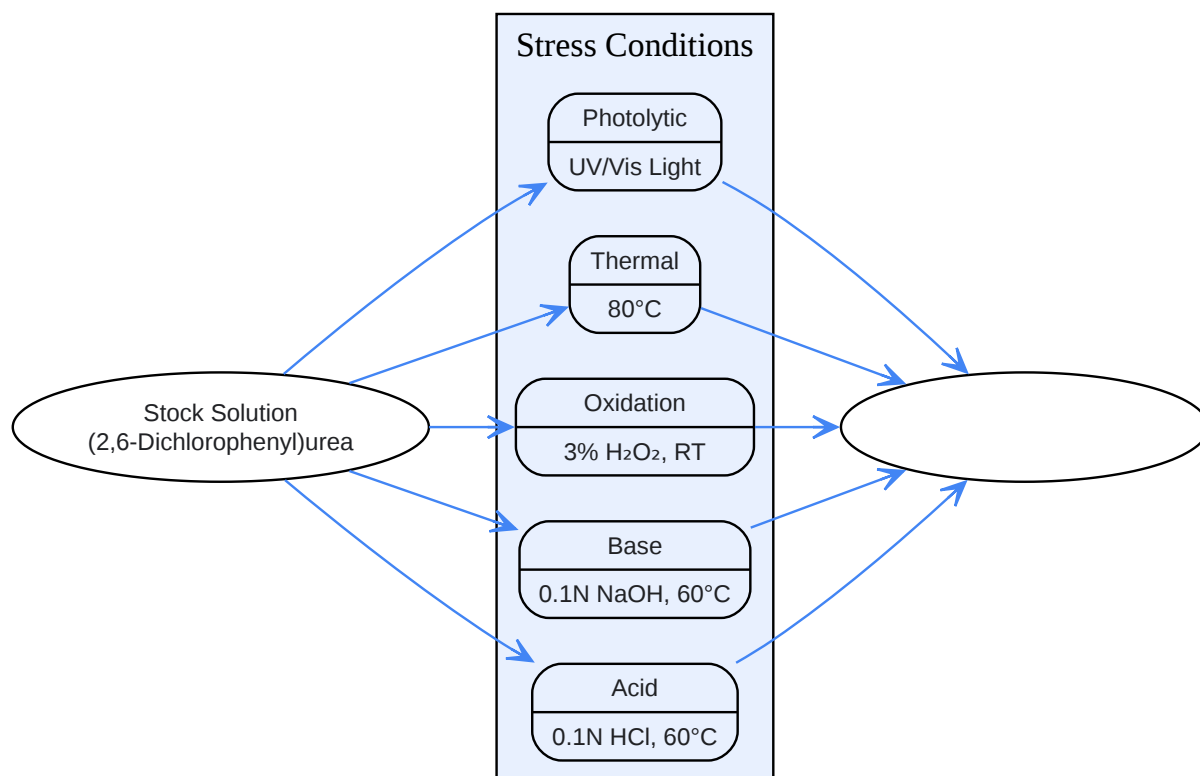 Stress Conditions
Photolytic
UV/Vis Light
Thermal
80°C
Stock Solution
(2,6-Dichlorophenyl)urea
Oxidation
3% H₂O₂, RT
Base
0.1N NaOH, 60°C
Acid
0.1N HCl, 60°C